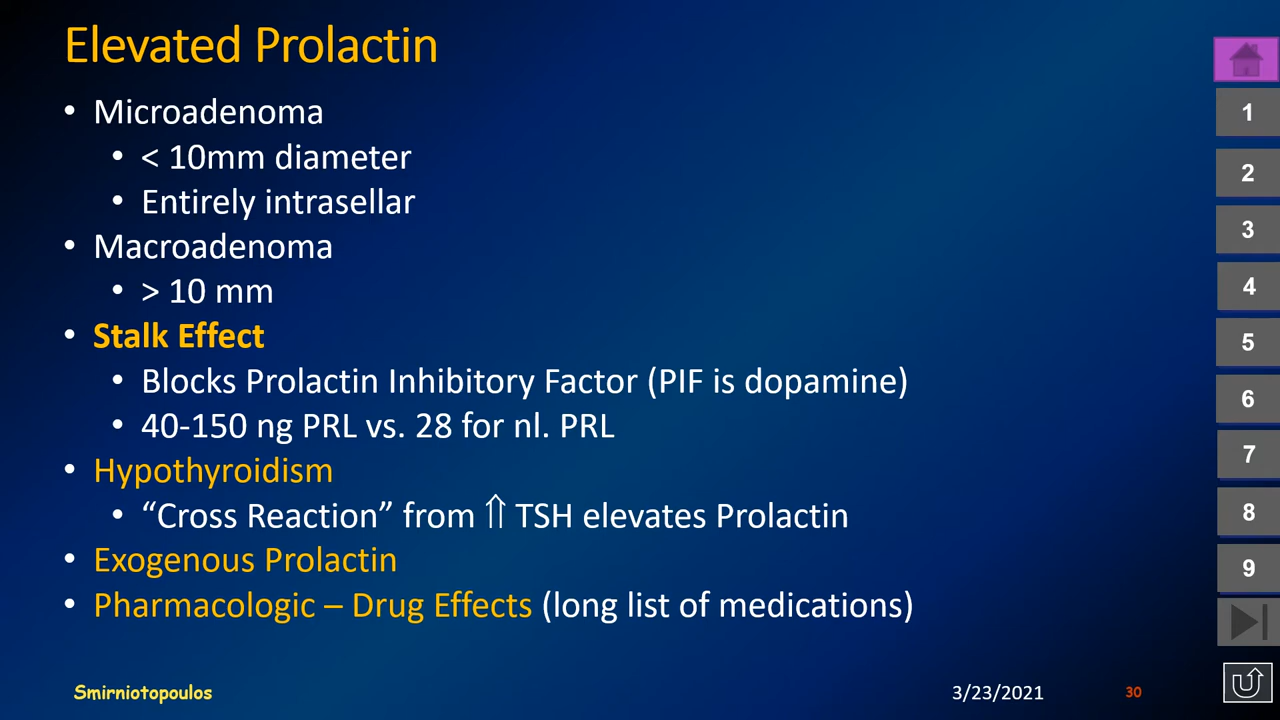 Elevated Prolactin
• Microadenoma
• < 10mm diameter
• Entirely intrasellar
• Macroadenoma
• > 10 mm
• Stalk Effect
• Blocks Prolactin Inhibitory Factor (PIF is dopamine)
• 40-150 ng PRL vs. 28 for nl. PRL
• Hypothyroidism
• “Cross Reaction” from ⇑ TSH elevates Prolactin
• Exogenous Prolactin
• Pharmacologic – Drug Effects (long list of medications)
1
2
3
4
5
6
7
8
9
Smirniotopoulos
3/23/2021
30